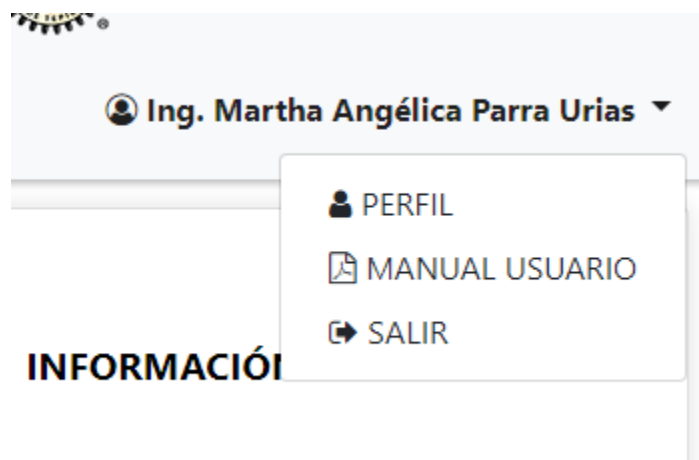 ®
Ing. Martha Angélica Parra Urias
PERFIL
MANUAL USUARIO
SALIR
INFORMACIÓ